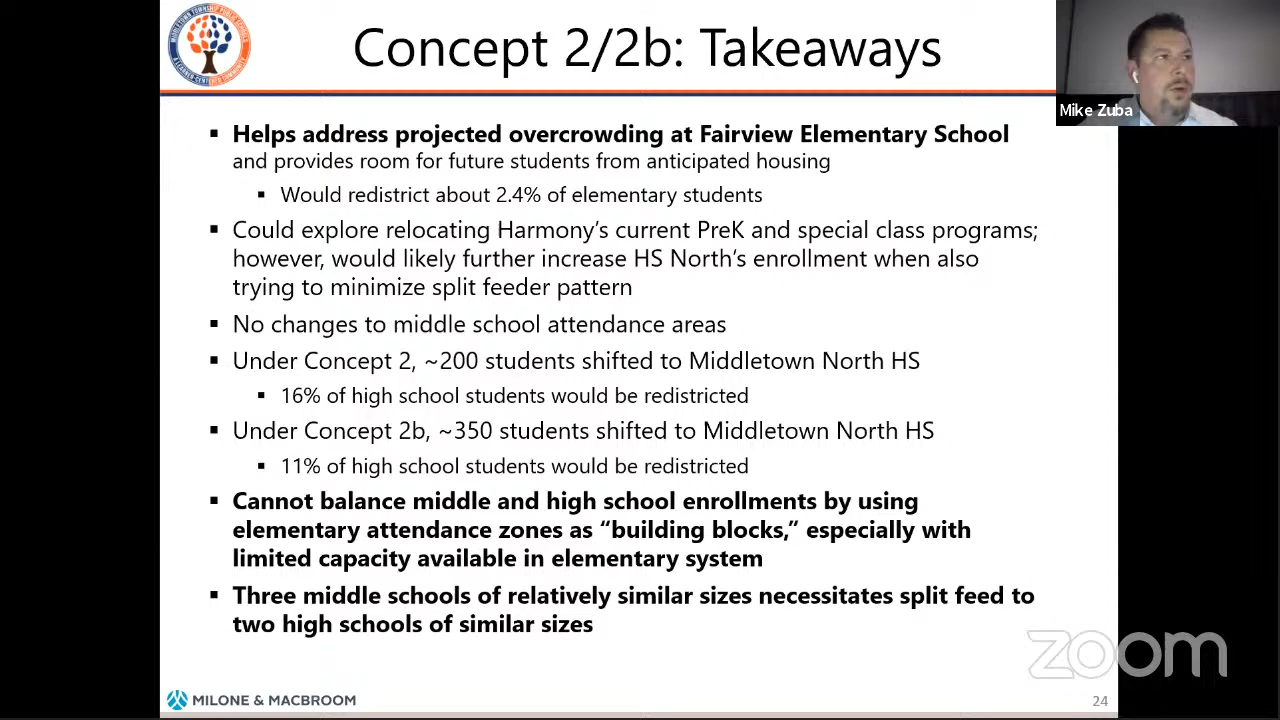 MIDDLETOWN TOWNSHIP PUBLIC SCHOOLS
A LEARNER-CENTERED COMMUNITY
Concept 2/2b: Takeaways
Mike Zuba
▪ Helps address projected overcrowding at Fairview Elementary School
and provides room for future students from anticipated housing
▪ Would redistrict about 2.4% of elementary students
▪ Could explore relocating Harmony’s current PreK and special class programs;
however, would likely further increase HS North’s enrollment when also
trying to minimize split feeder pattern
▪ No changes to middle school attendance areas
▪ Under Concept 2, ~200 students shifted to Middletown North HS
▪ 16% of high school students would be redistricted
▪ Under Concept 2b, ~350 students shifted to Middletown North HS
▪ 11% of high school students would be redistricted
▪ Cannot balance middle and high school enrollments by using
elementary attendance zones as “building blocks,” especially with
limited capacity available in elementary system
▪ Three middle schools of relatively similar sizes necessitates split feed to
two high schools of similar sizes
zoom
MILONE & MACBROOM
24